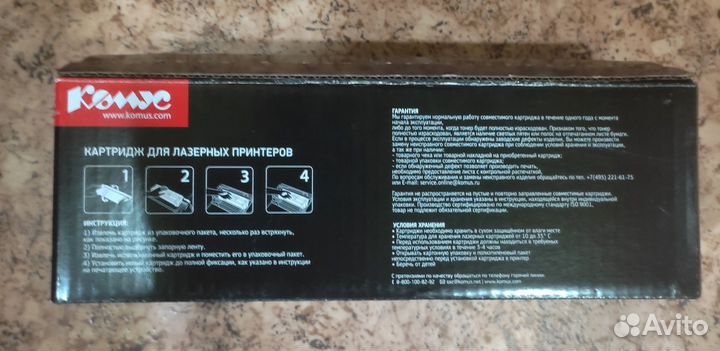 Комус
www.komus.com
КАРТРИДЖ ДЛЯ ЛАЗЕРНЫХ ПРИНТЕРОВ
1 2 3 4
ИНСТРУКЦИЯ:
1) Извлечь картридж из упаковочного пакета, несколько раз встряхнуть,
как показано на рисунке.
2) Полностью выдернуть запорную ленту.
3) Извлечь использованный картридж и поместить его в упаковочный пакет.
4) Установить новый картридж до полной фиксации, как указано в инструкции
на печатающее устройство.
ГАРАНТИЯ
Мы гарантируем нормальную работу совместимого картриджа в течение одного года с момента
начала эксплуатации,
либо до того момента, когда тонер будет полностью израсходован. Признаком того, что тонер
полностью израсходован, является наличие светлых пятен или полос на отпечатанном листе бумаги.
Если в процессе эксплуатации обнаружены заводские дефекты изделия, Вы можете произвести
замену неисправного картриджа при соблюдении условий хранения и эксплуатации,
а так же при наличии:
• товарного чека или товарной накладной на приобретенный картридж;
• товарной упаковки совместимого картриджа;
• если обнаруженный дефект позволяет производить печать,
необходимо предоставление листа с контрольной распечаткой.
По вопросам обслуживания и замены неисправного изделия обращайтесь по тел. +7(495) 221-61-75
или E-mail: service.online@komus.ru
Гарантия не распространяется на пустые и повторно заправленные совместимые картриджи.
Условия эксплуатации и хранения указаны в инструкции, находящейся внутри индивидуальной
упаковки. Производство сертифицировано по международному стандарту ISO 9001,
товар не подлежит обязательной сертификации.
УСЛОВИЯ ХРАНЕНИЯ
• Картриджи необходимо хранить в сухом защищённом от влаги месте
• Температура для хранения лазерных картриджей от 10 до 35° С
• Перед использованием картриджи должны находиться в требуемых
температурных условиях в течение 3-4 часов
• Открывать картонную упаковку и полиэтиленовый пакет
непосредственно перед установкой картриджа в принтер
• Беречь от детей
С претензиями по качеству обращаться по телефону горячей линии.
8-800-100-82-92
Avito